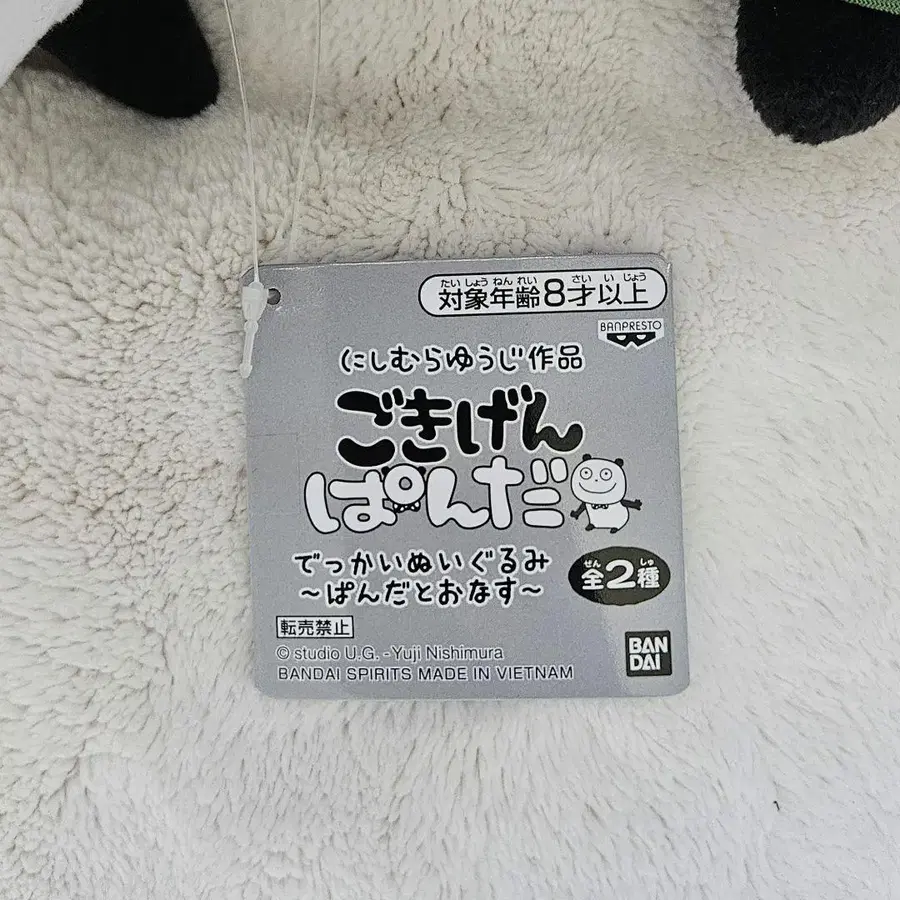 たいしょうねんれい さいいじょう
対象年齢8才以上
BANPRESTO
にしむらゆうじ作品
ごきげん
ぱんだ
でっかいぬいぐるみ
～ぱんだとおなす～
ぜん しゅ
全2種
転売禁止
© studio U.G. - Yuji Nishimura
BANDAI SPIRITS MADE IN VIETNAM
BAN
DAI